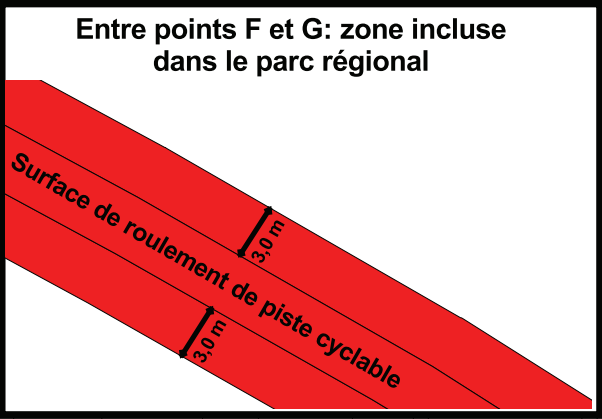 Entre points F et G: zone incluse
dans le parc régional
3,0 m
Surface de roulement de piste cyclable
3,0 m